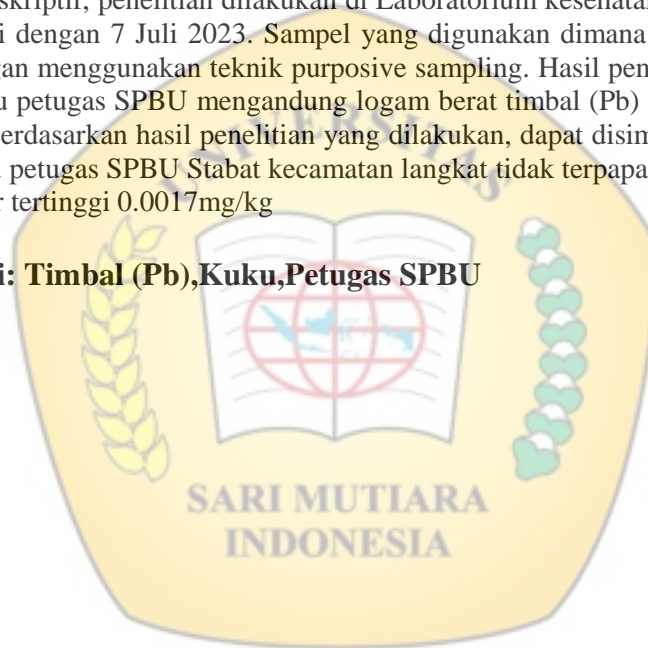 skriptif, penelitian dilakukan di Laboratorium kesehatan
i dengan 7 Juli 2023. Sampel yang digunakan dimana
gan menggunakan teknik purposive sampling. Hasil pen
u petugas SPBU mengandung logam berat timbal (Pb)
erdasarkan hasil penelitian yang dilakukan, dapat disim
petugas SPBU Stabat kecamatan langkat tidak terpapa
r tertinggi 0.0017mg/kg
i: Timbal (Pb),Kuku,Petugas SPBU
UNIVERSITAS
SARI MUTIARA
INDONESIA